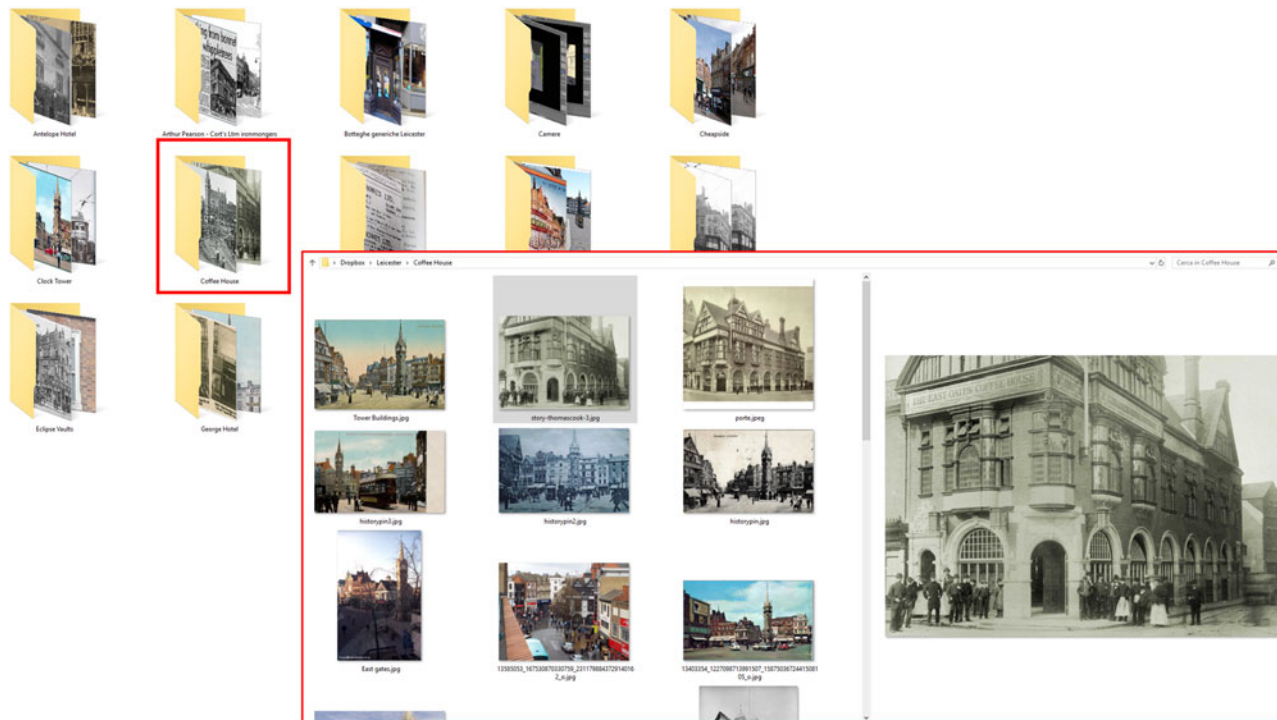 Antelope Hotel
Arthur Pearson - Cort's Ltm ironmongers
Botteghe generiche Leicester
Camere
Cheapside
Clock Tower
Coffee House
Eclipse Vaults
George Hotel
Dropbox > Leicester > Coffee House
Cerca in Coffee House
Tower Buildings.jpg
story-thomascook-3.jpg
porte.jpeg
historypin3.jpg
historypin2.jpg
historypin.jpg
East gates.jpg
THE EAST GATES COFFEE HOUSE